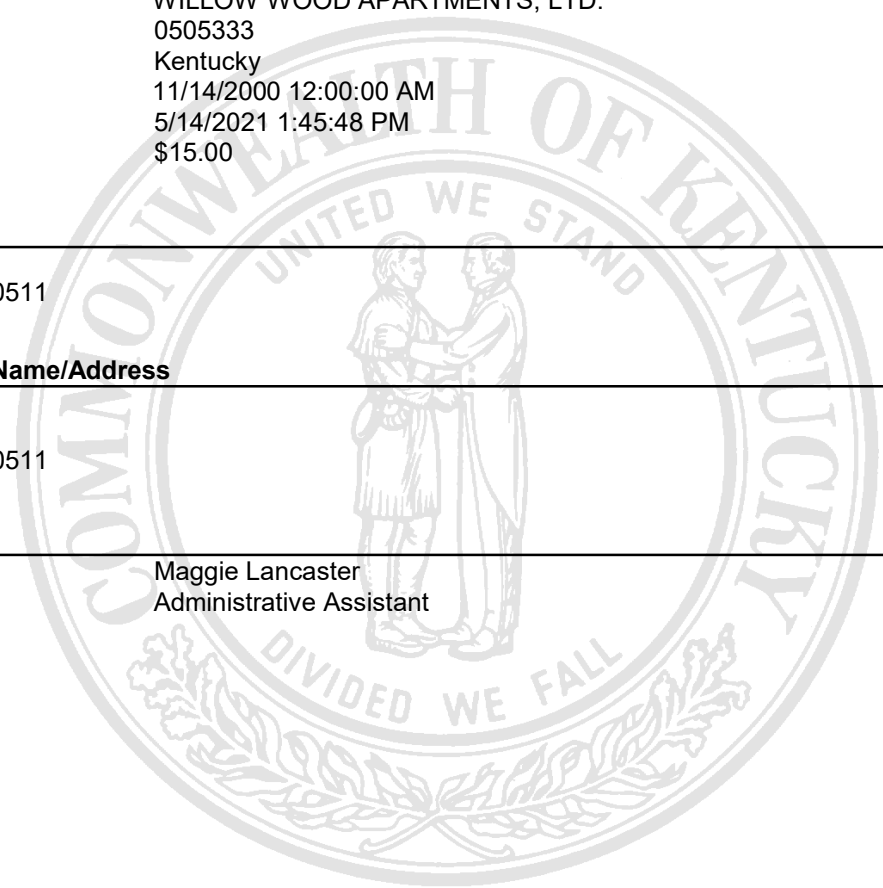 WILLOW WOOD APARTMENTS, LTD.
0505333
Kentucky
11/14/2000 12:00:00 AM
5/14/2021 1:45:48 PM
$15.00
0511
Name/Address
0511
Maggie Lancaster
Administrative Assistant
COMMONWEALTH OF KENTUCKY
UNITED WE STAND
DIVIDED WE FALL